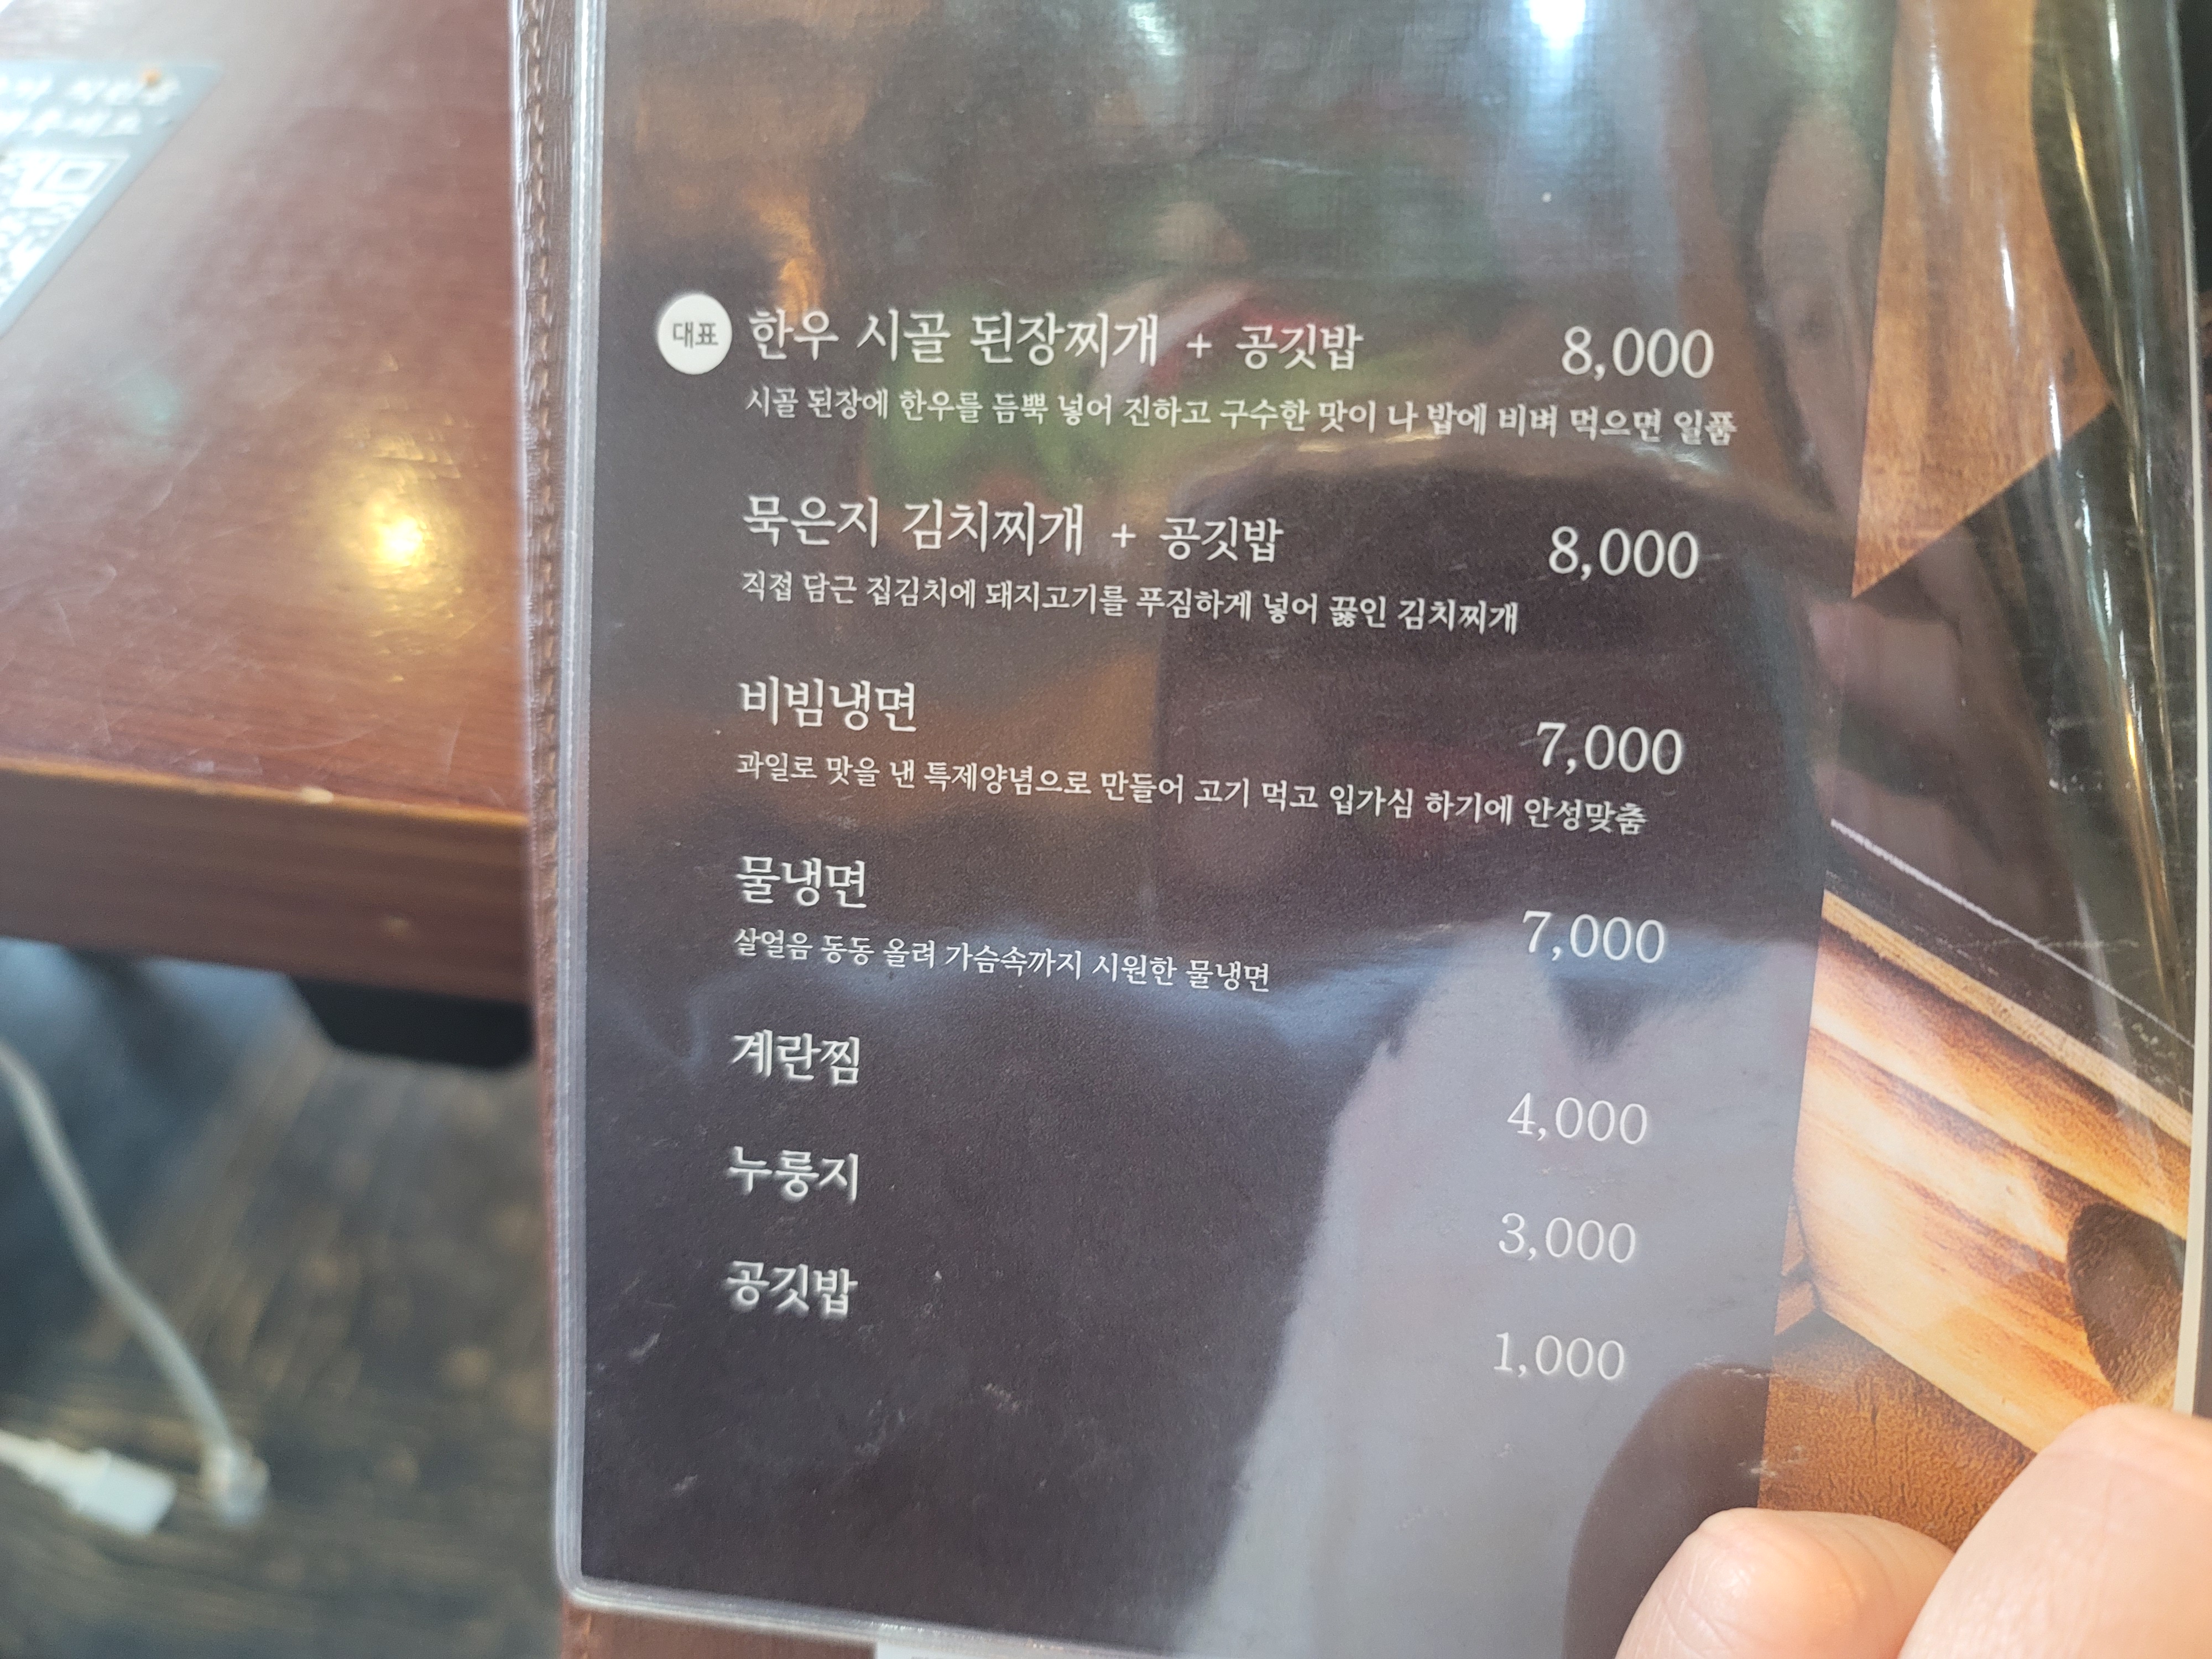 대표 한우 시골 된장찌개 + 공깃밥 8,000
시골 된장에 한우를 듬뿍 넣어 진하고 구수한 맛이 나 밥에 비벼 먹으면 일품
묵은지 김치찌개 + 공깃밥 8,000
직접 담근 집김치에 돼지고기를 푸짐하게 넣어 끓인 김치찌개
비빔냉면 7,000
과일로 맛을 낸 특제양념으로 만들어 고기 먹고 입가심 하기에 안성맞춤
물냉면 7,000
살얼음 동동 올려 가슴속까지 시원한 물냉면
계란찜 4,000
누룽지 3,000
공깃밥 1,000